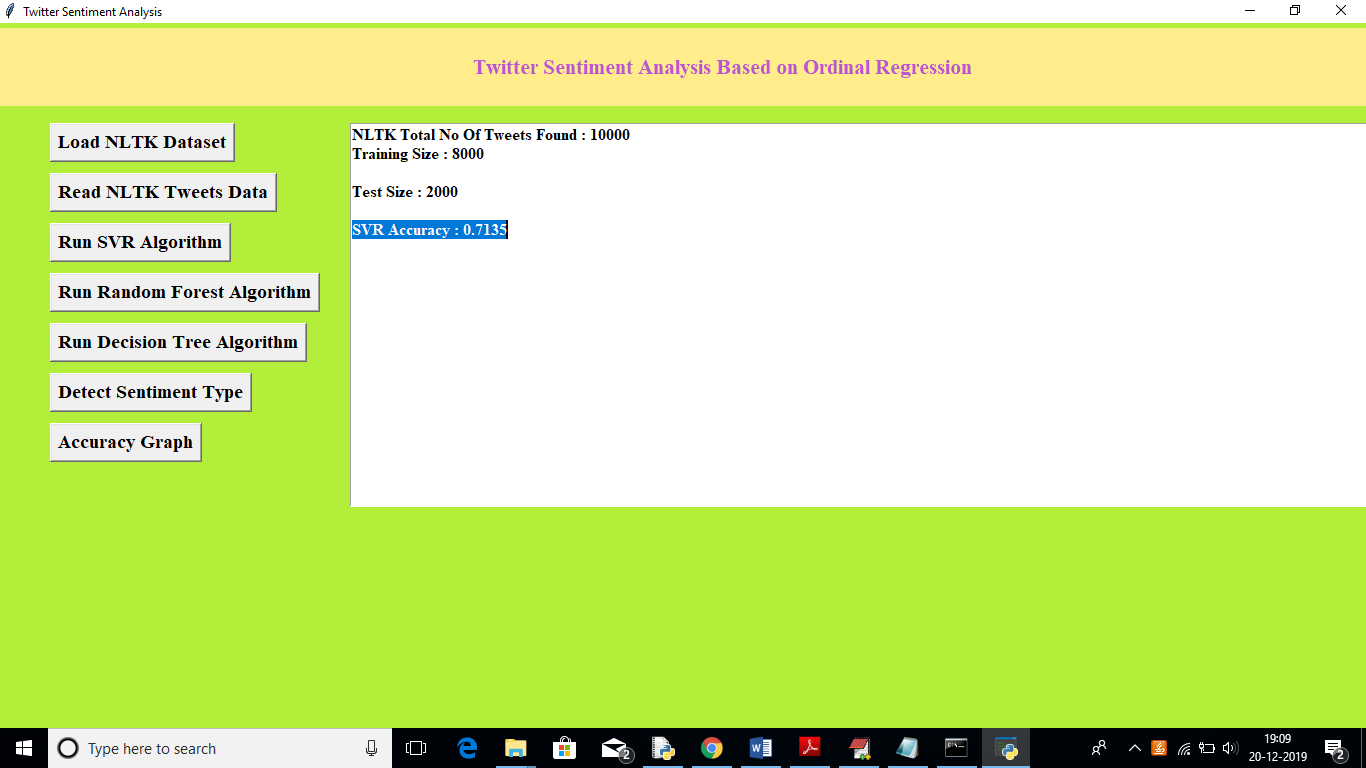 Twitter Sentiment Analysis
Twitter Sentiment Analysis Based on Ordinal Regression
Load NLTK Dataset
Read NLTK Tweets Data
Run SVR Algorithm
Run Random Forest Algorithm
Run Decision Tree Algorithm
Detect Sentiment Type
Accuracy Graph
NLTK Total No Of Tweets Found : 10000
Training Size : 8000
Test Size : 2000
SVR Accuracy : 0.7135
Type here to search
2
19:09
20-12-2019
2